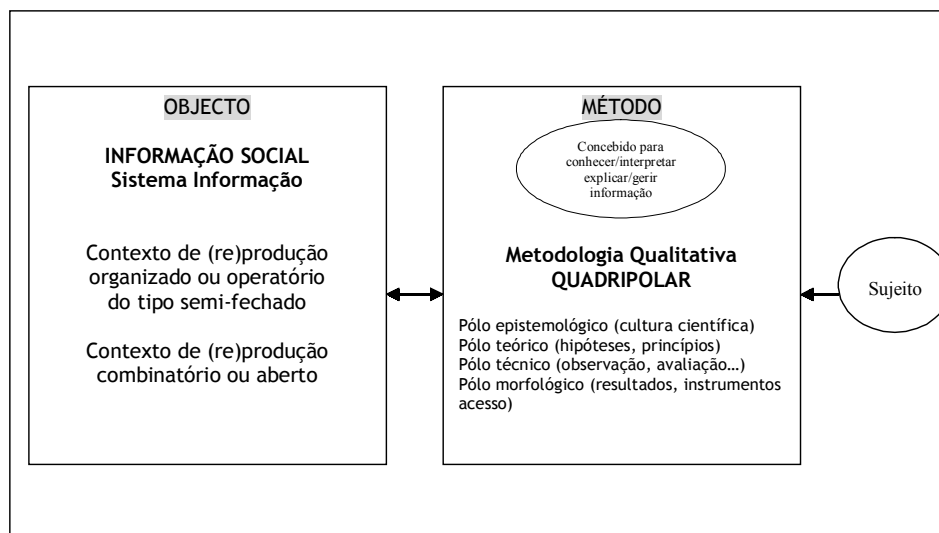 OBJECTO
INFORMAÇÃO SOCIAL
Sistema Informação
Contexto de (re)produção
organizado ou operatório
do tipo semi-fechado
Contexto de (re)produção
combinatório ou aberto
MÉTODO
Concebido para
conhecer/interpretar
explicar/gerir
informação
Metodologia Qualitativa
QUADRIPOLAR
Pólo epistemológico (cultura científica)
Pólo teórico (hipóteses, princípios)
Pólo técnico (observação, avaliação…)
Pólo morfológico (resultados, instrumentos
acesso)
Sujeito